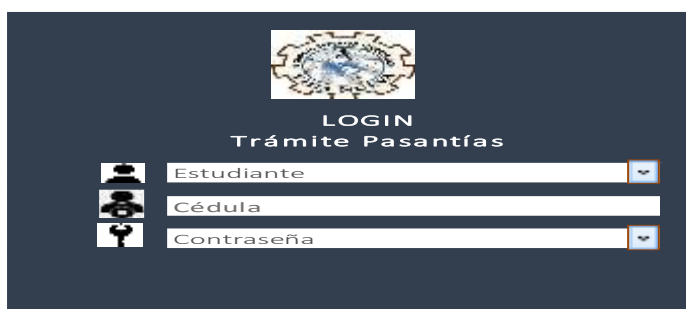 LOGIN
Trámite Pasantías
Estudiante
Cédula
Contraseña